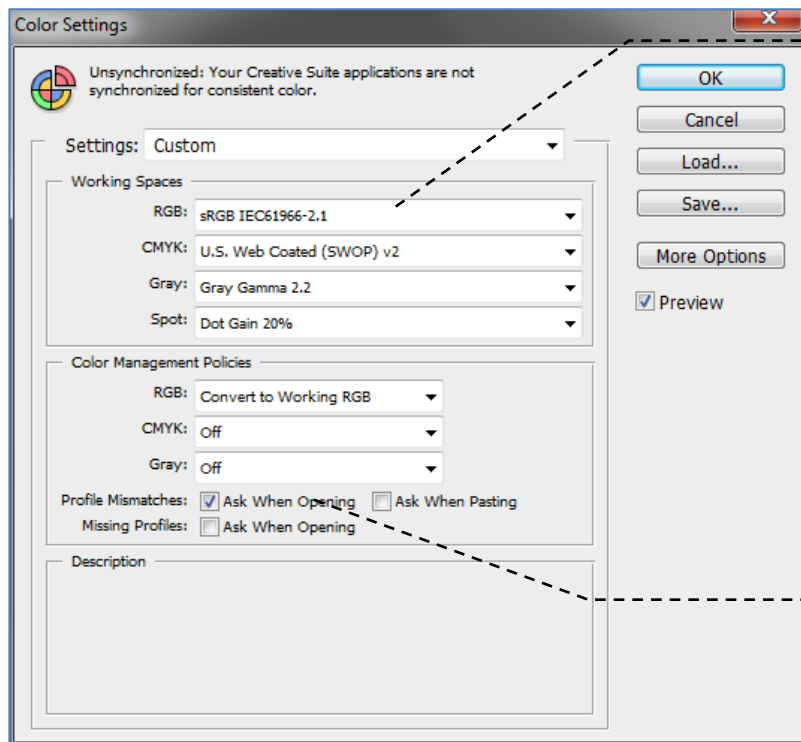 Color Settings
Unsynchronized: Your Creative Suite applications are not
synchronized for consistent color.
OK
Cancel
Load...
Save...
More Options
Preview
Settings: Custom
Working Spaces
RGB: sRGB IEC61966-2.1
CMYK: U.S. Web Coated (SWOP) v2
Gray: Gray Gamma 2.2
Spot: Dot Gain 20%
Color Management Policies
RGB: Convert to Working RGB
CMYK: Off
Gray: Off
Profile Mismatches: Ask When Opening Ask When Pasting
Missing Profiles: Ask When Opening
Description